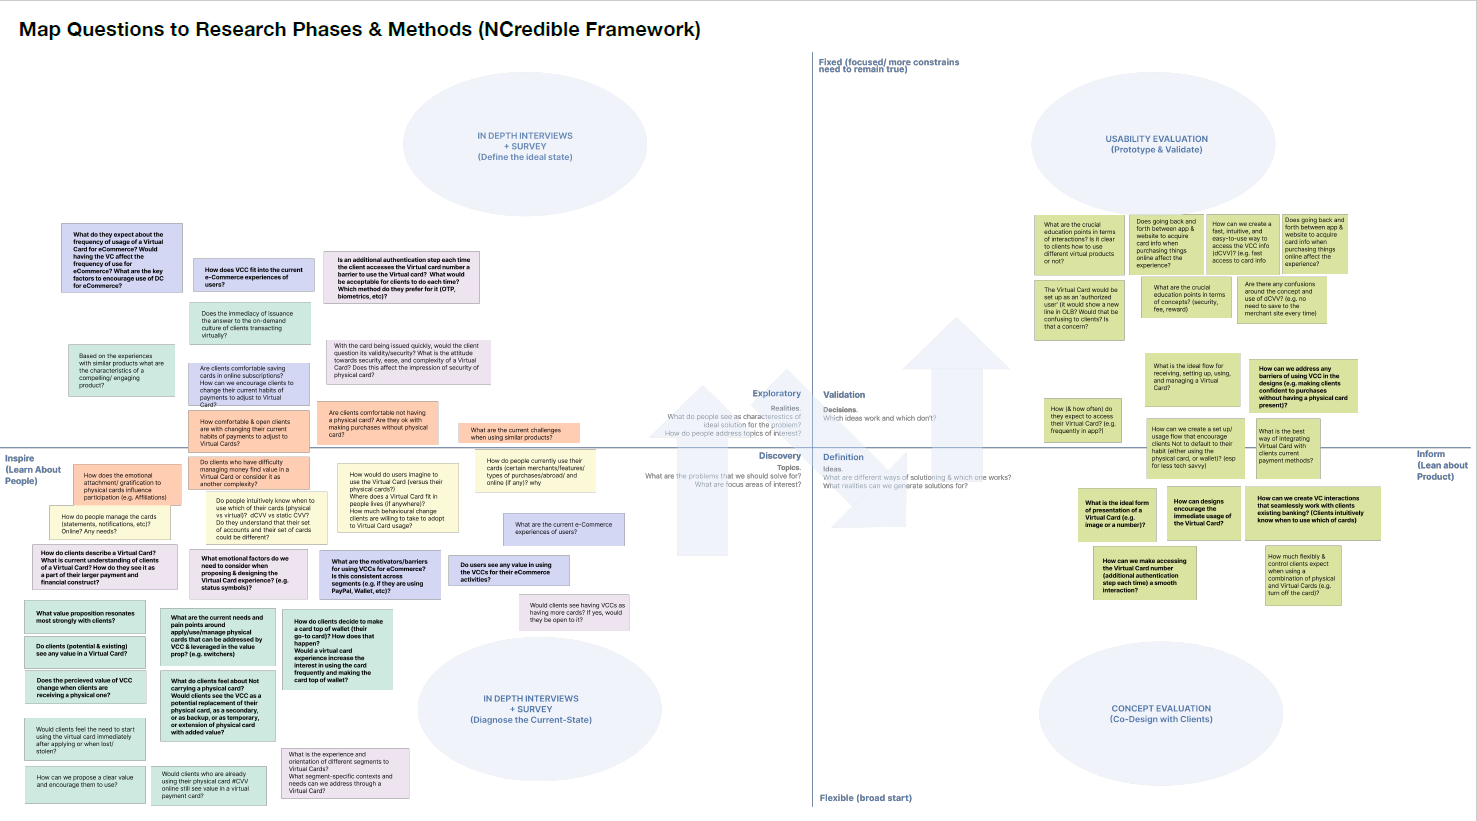 Map Questions to Research Phases & Methods (NCredible Framework)
Fixed (focused/ more constrains
need to remain true)
IN DEPTH INTERVIEWS
+ SURVEY
(Define the ideal state)
USABILITY EVALUATION
(Prototype & Validate)
What do they expect about the
frequency of usage of a Virtual
Card for eCommerce? Would
having the VC affect the
frequency of use for
eCommerce? What are the key
factors to encourage use of DC
for eCommerce?
How does VCC fit into the current
e-Commerce experiences of
users?
Is an additional authentication step each time
the client accesses the Virtual card number a
barrier to use the Virtual card? What would
be acceptable for clients to do each time?
Which method do they prefer for it (OTP,
biometrics, etc)?
Does the immediacy of issuance
the answer to the on-demand
culture of clients transacting
virtually?
Based on the experiences
with similar products what are
the characteristics of a
compelling/ engaging
product?
With the card being issued quickly, would the client
question its validity/security? What is the attitude
towards security, ease, and complexity of a Virtual
Card? Does this affect the impression of security of
physical card?
Are clients comfortable saving
cards in online subscriptions?
How can we encourage clients to
change their current habits of
payments to adjust to Virtual
Card?
How comfortable & open clients
are with changing their current
habits of payments to adjust to
Virtual Cards?
Are clients comfortable not having
a physical card? Are they ok with
making purchases without physical
card?
What are the current challenges
when using similar products?
What are the crucial
education points in terms
of interactions? Is it clear
to clients how to use
different virtual products
or not?
Does going back and
forth between app &
website to acquire
card info when
purchasing things
online affect the
experience?
How can we create a
fast, intuitive, and
easy-to-use way to
access the VCC info
(dCVV)? (e.g. fast
access to card info
Does going back and
forth between app &
website to acquire
card info when
purchasing things
online affect the
experience?
The Virtual Card would be
set up as an 'authorized
user' (it would show a new
line in OLB? Would that be
confusing to clients? Is
that a concern?
What are the crucial
education points in terms
of concepts? (security,
fee, reward)
Are there any confusions
around the concept and
use of dCVV? (e.g. no
need to save to the
merchant site every time)
What is the ideal flow for
receiving, setting up, using,
and managing a Virtual
Card?
How can we address any
barriers of using VCC in the
designs (e.g. making clients
confident to purchases
without having a physical card
present)?
How (& how often) do
they expect to access
their Virtual Card? (e.g.
frequently in app?)
How can we create a set up/
usage flow that encourage
clients Not to default to their
habit (either using the
physical card, or wallet)? (esp
for less tech savvy)
What is the best
way of integrating
Virtual Card with
clients current
payment methods?
Exploratory
Realities.
What do people see as characteristics of
ideal solution for the problem?
How do people address topics of interest?
Validation
Decisions.
Which ideas work and which don't?
Discovery
Topics.
What are the problems that we should solve for?
What are focus areas of interest?
Definition
Ideas.
What are different ways of solutioning & which one works?
What realities can we generate solutions for?
Inspire
(Learn About
People)
Inform
(Lean about
Product)
How does the emotional
attachment/ gratification to
physical cards influence
participation (e.g. Affiliations)
Do clients who have difficulty
managing money find value in a
Virtual Card or consider it as
another complexity?
How would do users imagine to
use the Virtual Card (versus their
physical cards?)
Where does a Virtual Card fit in
people lives (if anywhere)?
How much behavioural change
clients are willing to take to adopt
to Virtual Card usage?
How do people currently use their
cards (certain merchants/features/
types of purchases/abroad/ and
online (if any)? why
How do people manage the cards
(statements, notifications, etc)?
Online? Any needs?
Do people intuitively know when to
use which of their cards (physical
vs virtual)? dCVV vs static CVV?
Do they understand that their set
of accounts and their set of cards
could be different?
What are the current e-Commerce
experiences of users?
How do clients describe a Virtual Card?
What is current understanding of clients
of a Virtual Card? How do they see it as
a part of their larger payment and
financial construct?
What emotional factors do we
need to consider when
proposing & designing the
Virtual Card experience? (e.g.
status symbols)?
What are the motivators/barriers
for using VCCs for eCommerce?
Is this consistent across
segments (e.g. if they are using
PayPal, Wallet, etc)?
Do users see any value in using
the VCCs for their eCommerce
activities?
Would clients see having VCCs as
having more cards? If yes, would
they be open to it?
What is the ideal form
of presentation of a
Virtual Card (e.g.
image or a number)?
How can designs
encourage the
immediate usage of
the Virtual Card?
How can we create VC interactions
that seamlessly work with clients
existing banking? (Clients intuitively
know when to use which of cards)
How can we make accessing
the Virtual Card number
(additional authentication
step each time) a smooth
interaction?
How much flexibly &
control clients expect
when using a
combination of physical
and Virtual Cards (e.g.
turn off the card)?
What value proposition resonates
most strongly with clients?
What are the current needs and
pain points around
apply/use/manage physical
cards that can be addressed by
VCC & leveraged in the value
prop? (e.g. switchers)
How do clients decide to make
a card top of wallet (their
go-to card)? How does that
happen?
Would a virtual card
experience increase the
interest in using the card
frequently and making the
card top of wallet?
Do clients (potential & existing)
see any value in a Virtual Card?
Does the percieved value of VCC
change when clients are
receiving a physical one?
What do clients feel about Not
carrying a physical card?
Would clients see the VCC as a
potential replacement of their
physical card, as a secondary,
or as backup, or as temporary,
or extension of physical card
with added value?
Would clients feel the need to start
using the virtual card immediately
after applying or when lost/
stolen?
How can we propose a clear value
and encourage them to use?
Would clients who are already
using their physical card #CVV
online still see value in a virtual
payment card?
What is the experience and
orientation of different segments to
Virtual Cards?
What segment-specific contexts and
needs can we address through a
Virtual Card?
IN DEPTH INTERVIEWS
+ SURVEY
(Diagnose the Current-State)
CONCEPT EVALUATION
(Co-Design with Clients)
Flexible (broad start)